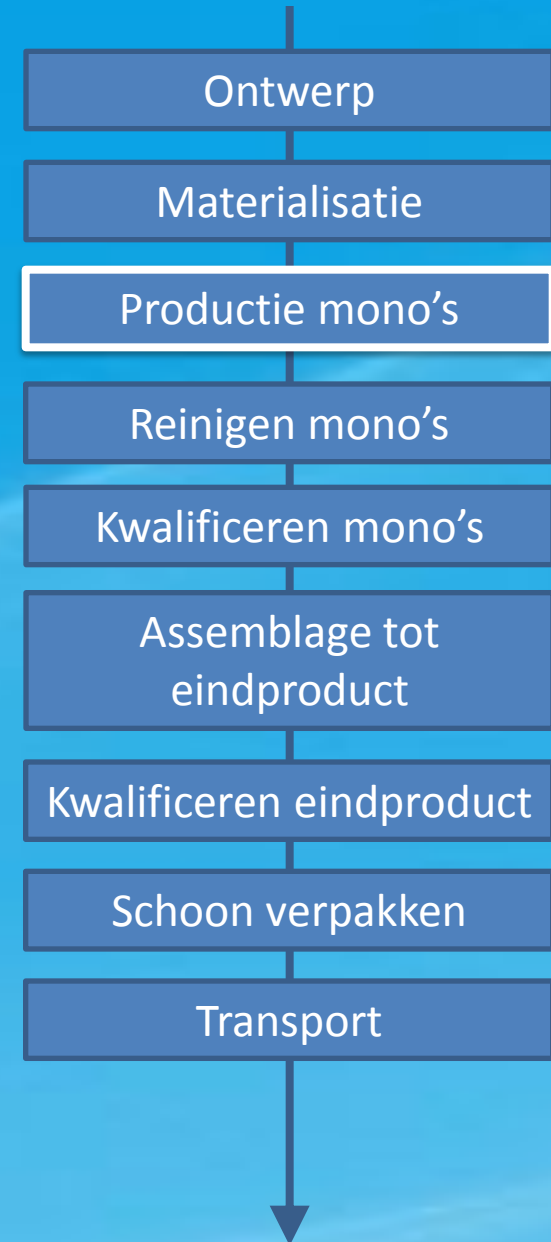 Ontwerp
Materialisatie
Productie mono’s
Reinigen mono’s
Kwalificeren mono’s
Assemblage tot
eindproduct
Kwalificeren eindproduct
Schoon verpakken
Transport